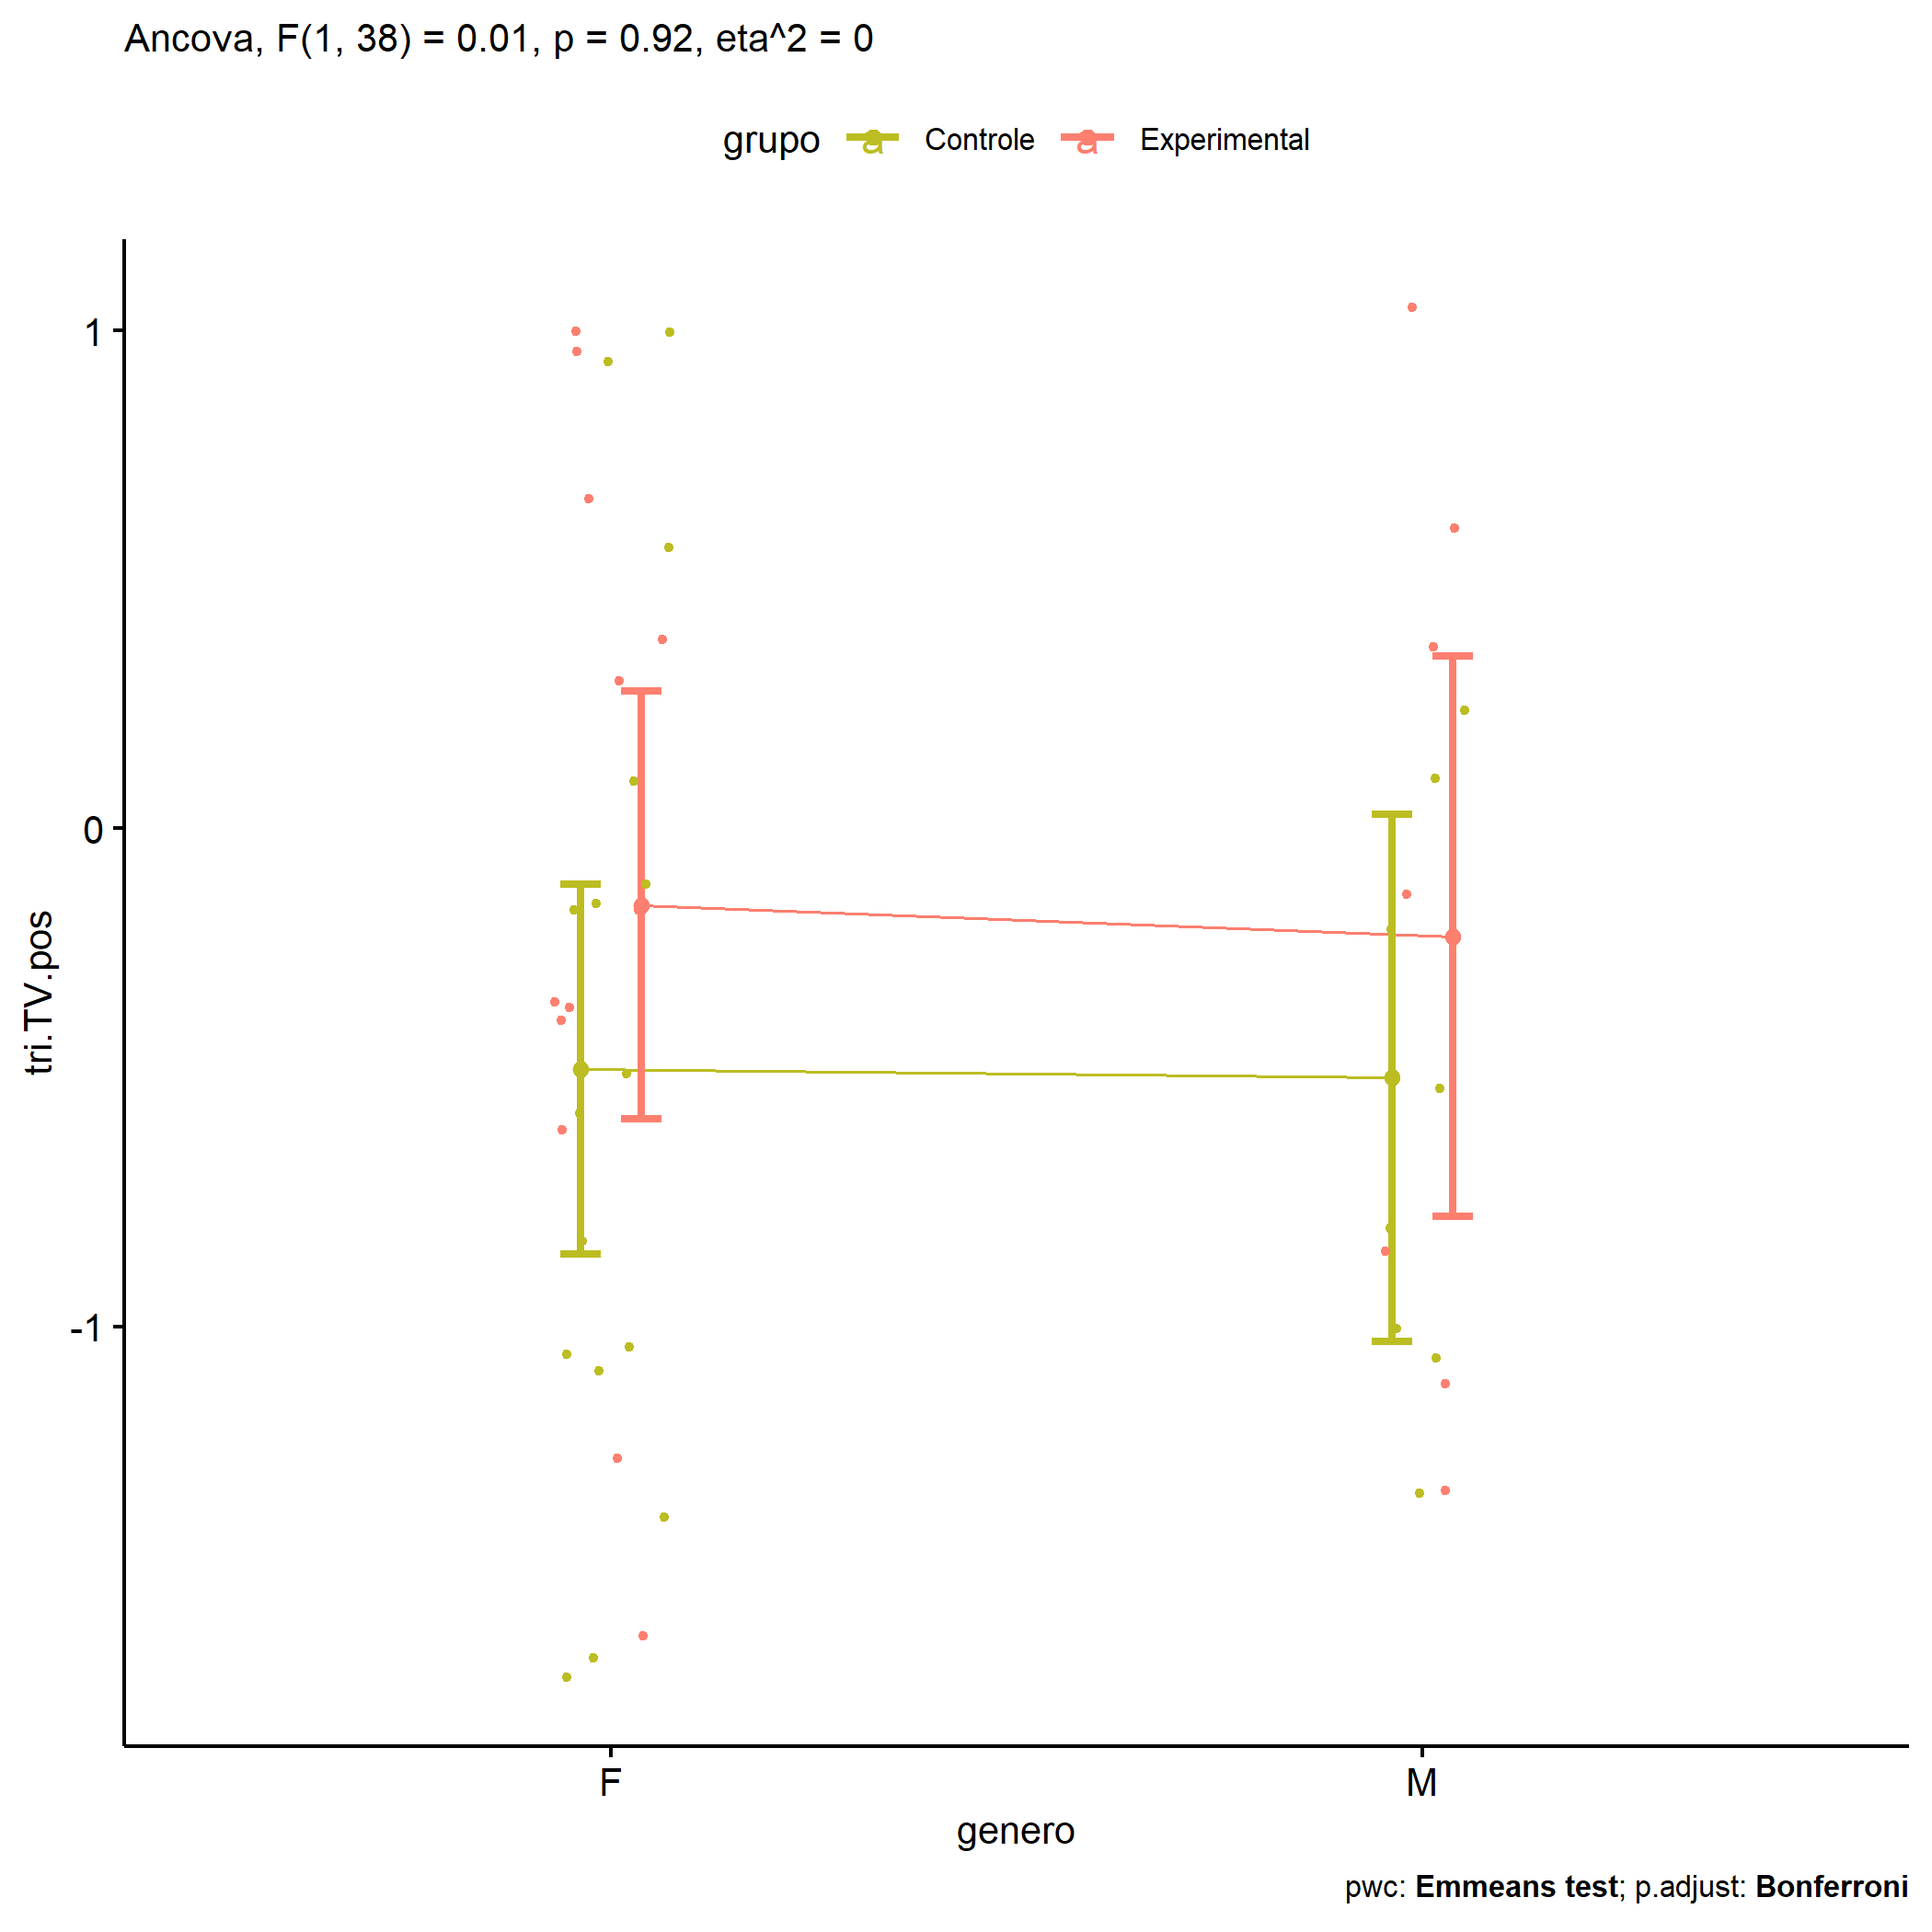 Ancova, F(1, 38) = 0.01, p = 0.92, eta^2 = 0
grupo a Controle a Experimental
1
0
-1
tri.TV.pos
F M
genero
pwc: Emmeans test; p.adjust: Bonferroni